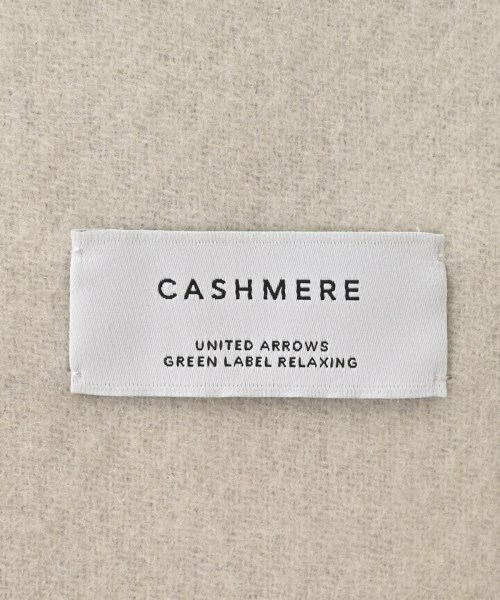 CASHMERE
UNITED ARROWS
GREEN LABEL RELAXING